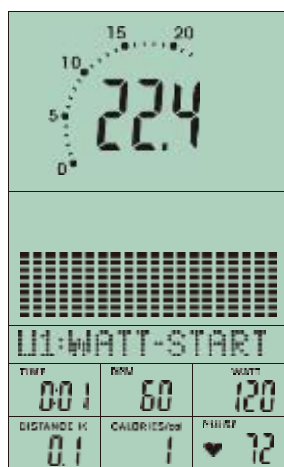 15 20
10
5
0
22.4
U1:WATT-START
TIME RPM WATT
0:01 60 120
DISTANCE K CALORIES/cal PULSE
0.1 1 72